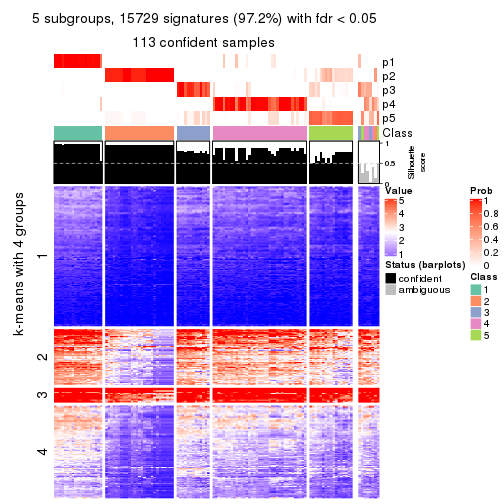 5 subgroups, 15729 signatures (97.2%) with fdr < 0.05
113 confident samples
p1
p2
p3
p4
p5
Class
1
0.5
0
Silhouette
score
k-means with 4 groups
1
2
3
4
Value
5
4
3
2
1
Status (barplots)
confident
ambiguous
Prob
1
0.8
0.6
0.4
0.2
0
Class
1
2
3
4
5